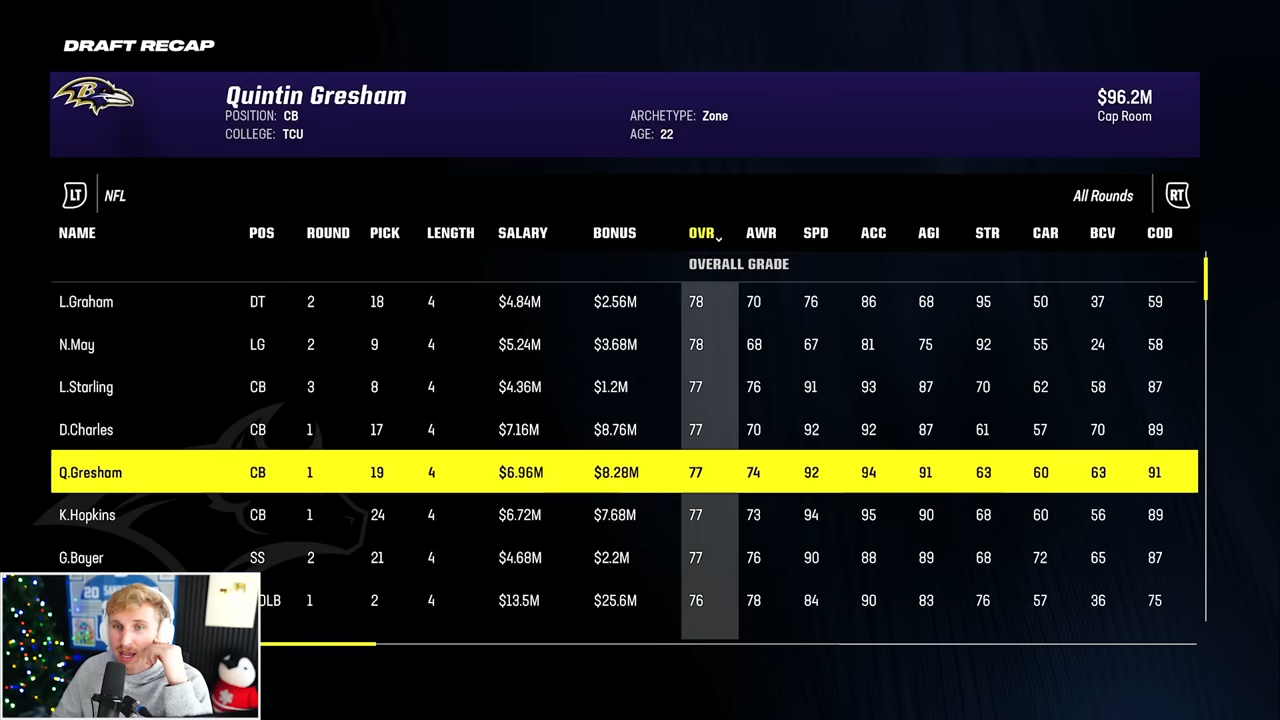 DRAFT RECAP
Quintin Gresham
POSITION: CB
COLLEGE: TCU
ARCHETYPE: Zone
AGE: 22
$96.2M
Cap Room
LT NFL All Rounds RT
NAME POS ROUND PICK LENGTH SALARY BONUS OVR AWR SPD ACC AGI STR CAR BCV COD
OVERALL GRADE
L.Graham DT 2 18 4 $4.84M $2.56M 78 70 76 86 68 95 50 37 59
N.May LG 2 9 4 $5.24M $3.68M 78 68 67 81 75 92 55 24 58
L.Starling CB 3 8 4 $4.36M $1.2M 77 76 91 93 87 70 62 58 87
D.Charles CB 1 17 4 $7.16M $8.76M 77 70 92 92 87 61 57 70 89
Q.Gresham CB 1 19 4 $6.96M $8.28M 77 74 92 94 91 63 60 63 91
K.Hopkins CB 1 24 4 $6.72M $7.68M 77 73 94 95 90 68 60 56 89
G.Bayer SS 2 21 4 $4.68M $2.2M 77 76 90 88 89 68 72 65 87
OLB 1 2 4 $13.5M $25.6M 76 78 84 90 83 76 57 36 75
20